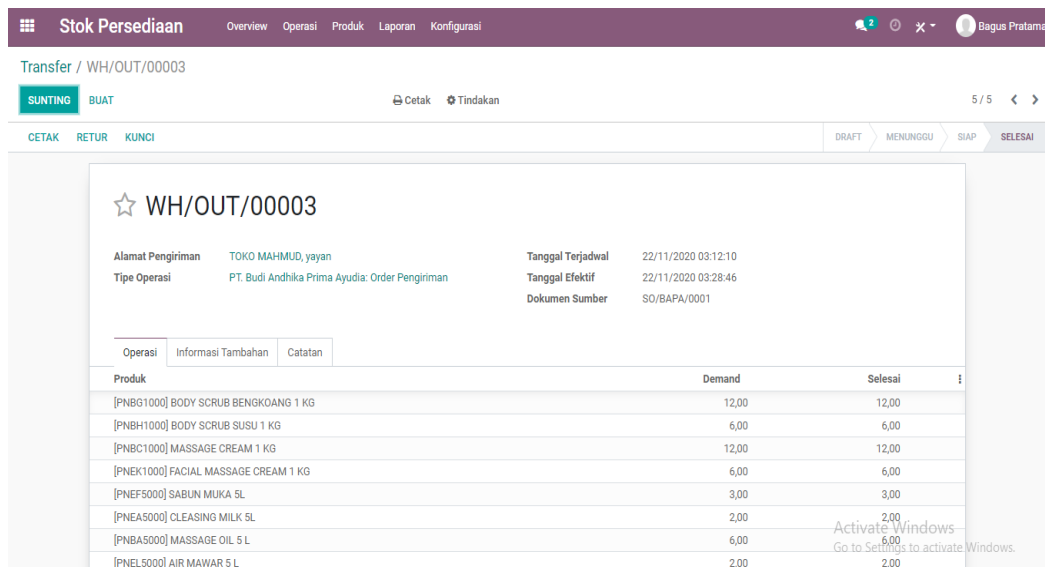 Stok Persediaan Overview Operasi Produk Laporan Konfigurasi 2 Bagus Pratama
Transfer / WH/OUT/00003
SUNTING BUAT Cetak Tindakan 5 / 5
CETAK RETUR KUNCI DRAFT MENUNGGU SIAP SELESAI
WH/OUT/00003
Alamat Pengiriman TOKO MAHMUD, yayan Tanggal Terjadwal 22/11/2020 03:12:10
Tipe Operasi PT. Budi Andhika Prima Ayudia: Order Pengiriman Tanggal Efektif 22/11/2020 03:28:46
Dokumen Sumber SO/BAPA/0001
Operasi Informasi Tambahan Catatan
Produk Demand Selesai
[PNBG1000] BODY SCRUB BENGKOANG 1 KG 12,00 12,00
[PNBH1000] BODY SCRUB SUSU 1 KG 6,00 6,00
[PNBC1000] MASSAGE CREAM 1 KG 12,00 12,00
[PNEK1000] FACIAL MASSAGE CREAM 1 KG 6,00 6,00
[PNEF5000] SABUN MUKA 5L 3,00 3,00
[PNEA5000] CLEASING MILK 5L 2,00 2,00
[PNBA5000] MASSAGE OIL 5 L 6,00 6,00
[PNEL5000] AIR MAWAR 5 L 2,00 2,00
Activate Windows
Go to Settings to activate Windows.